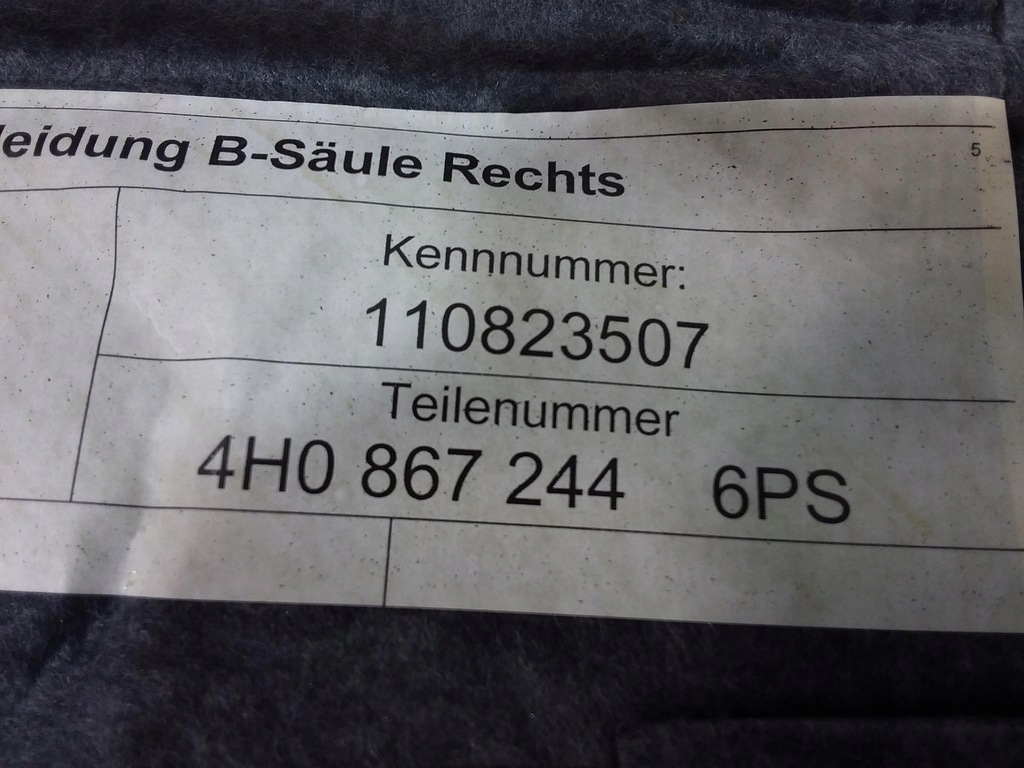 leidung B-Säule Rechts
5
Kennnummer:
110823507
Teilenummer
4H0 867 244 6PS